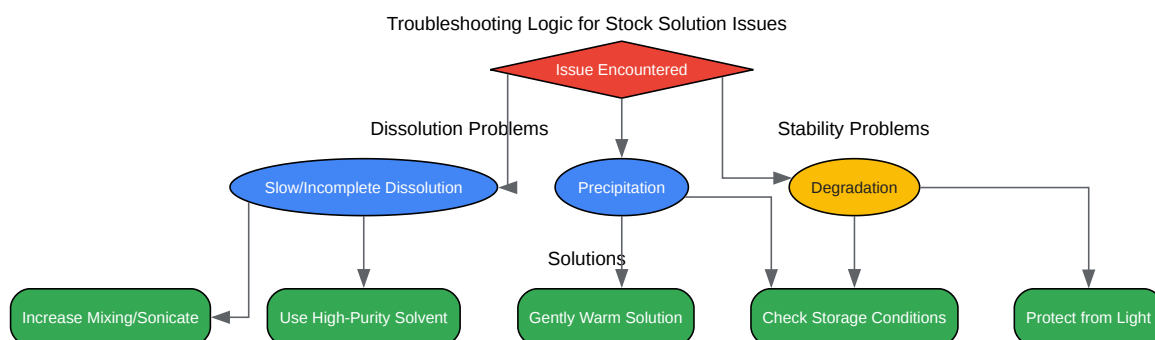 Troubleshooting Logic for Stock Solution Issues
Issue Encountered
Dissolution Problems
Stability Problems
Slow/Incomplete Dissolution
Precipitation
Degradation
Solutions
Increase Mixing/Sonicate
Use High-Purity Solvent
Gently Warm Solution
Check Storage Conditions
Protect from Light